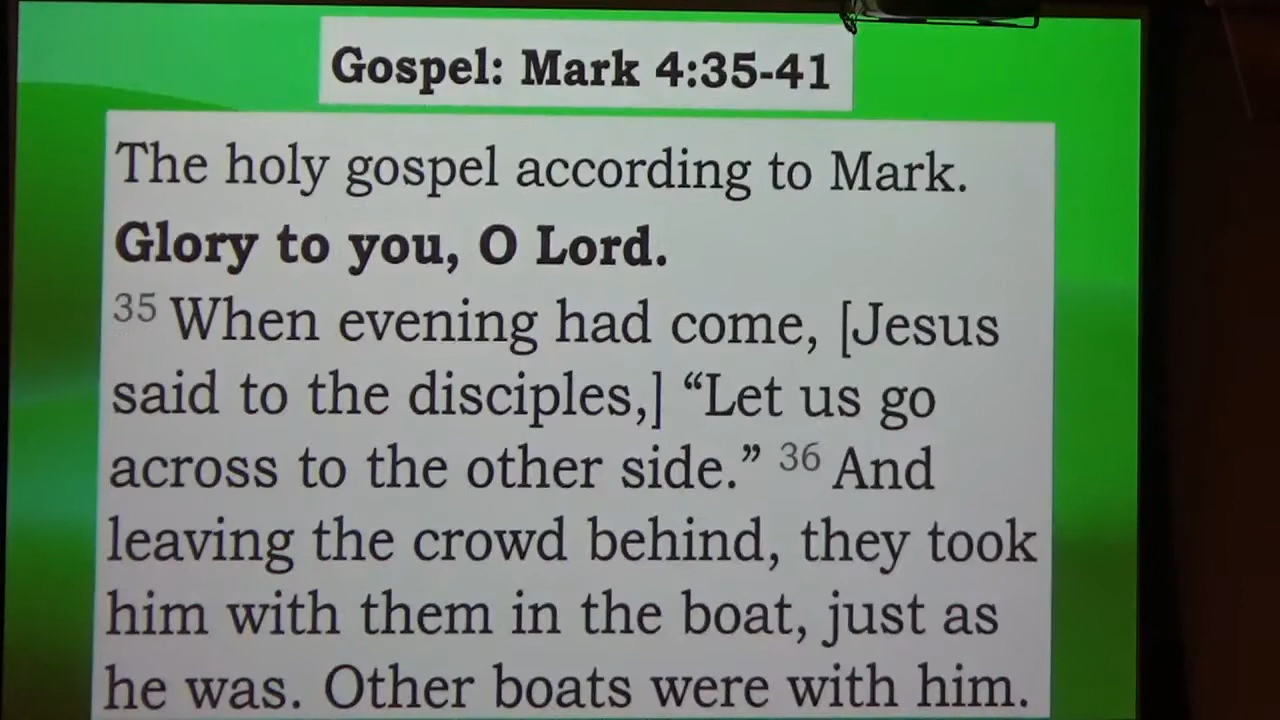 Gospel: Mark 4:35-41
The holy gospel according to Mark.
Glory to you, O Lord.
35 When evening had come, [Jesus
said to the disciples,] “Let us go
across to the other side.” 36 And
leaving the crowd behind, they took
him with them in the boat, just as
he was. Other boats were with him.